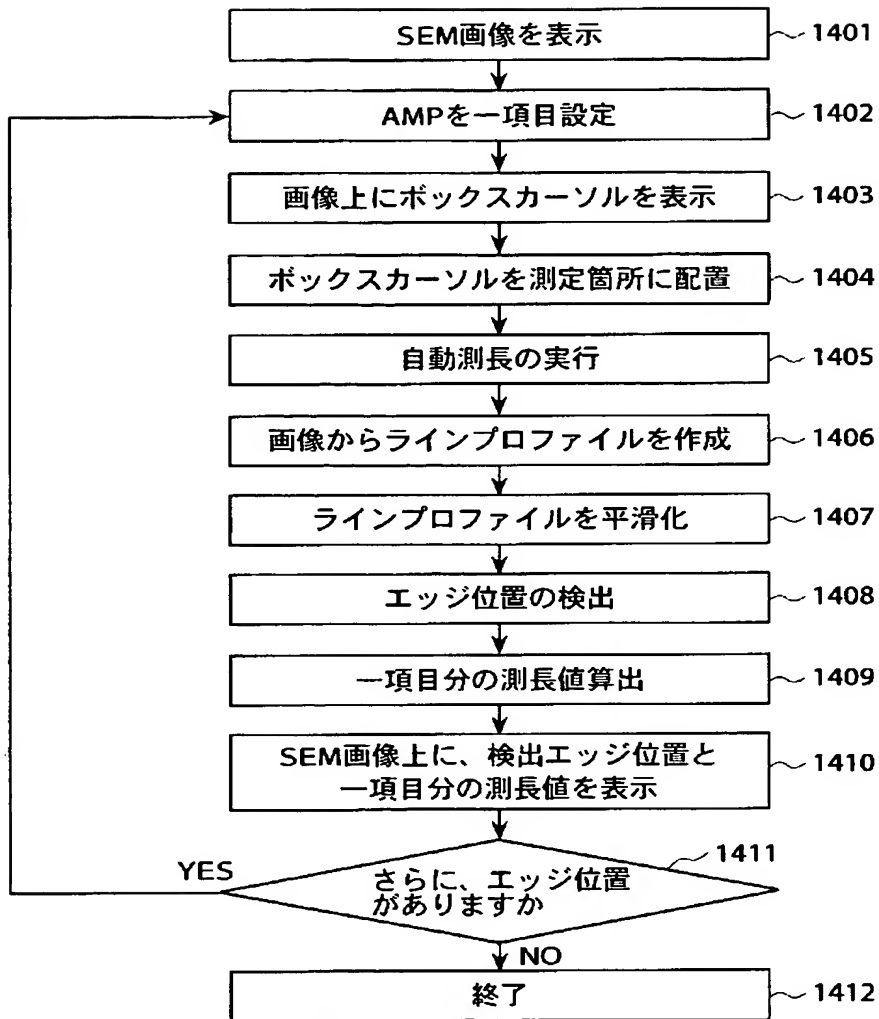 SEM画像を表示 1401
AMPを一項目設定 1402
画像上にボックスカーソルを表示 1403
ボックスカーソルを測定箇所に配置 1404
自動測長の実行 1405
画像からラインプロファイルを作成 1406
ラインプロファイルを平滑化 1407
エッジ位置の検出 1408
一項目分の測長値算出 1409
SEM画像上に、検出エッジ位置と
一項目分の測長値を表示 1410
1411
YES
さらに、エッジ位置
がありますか
NO
終了 1412